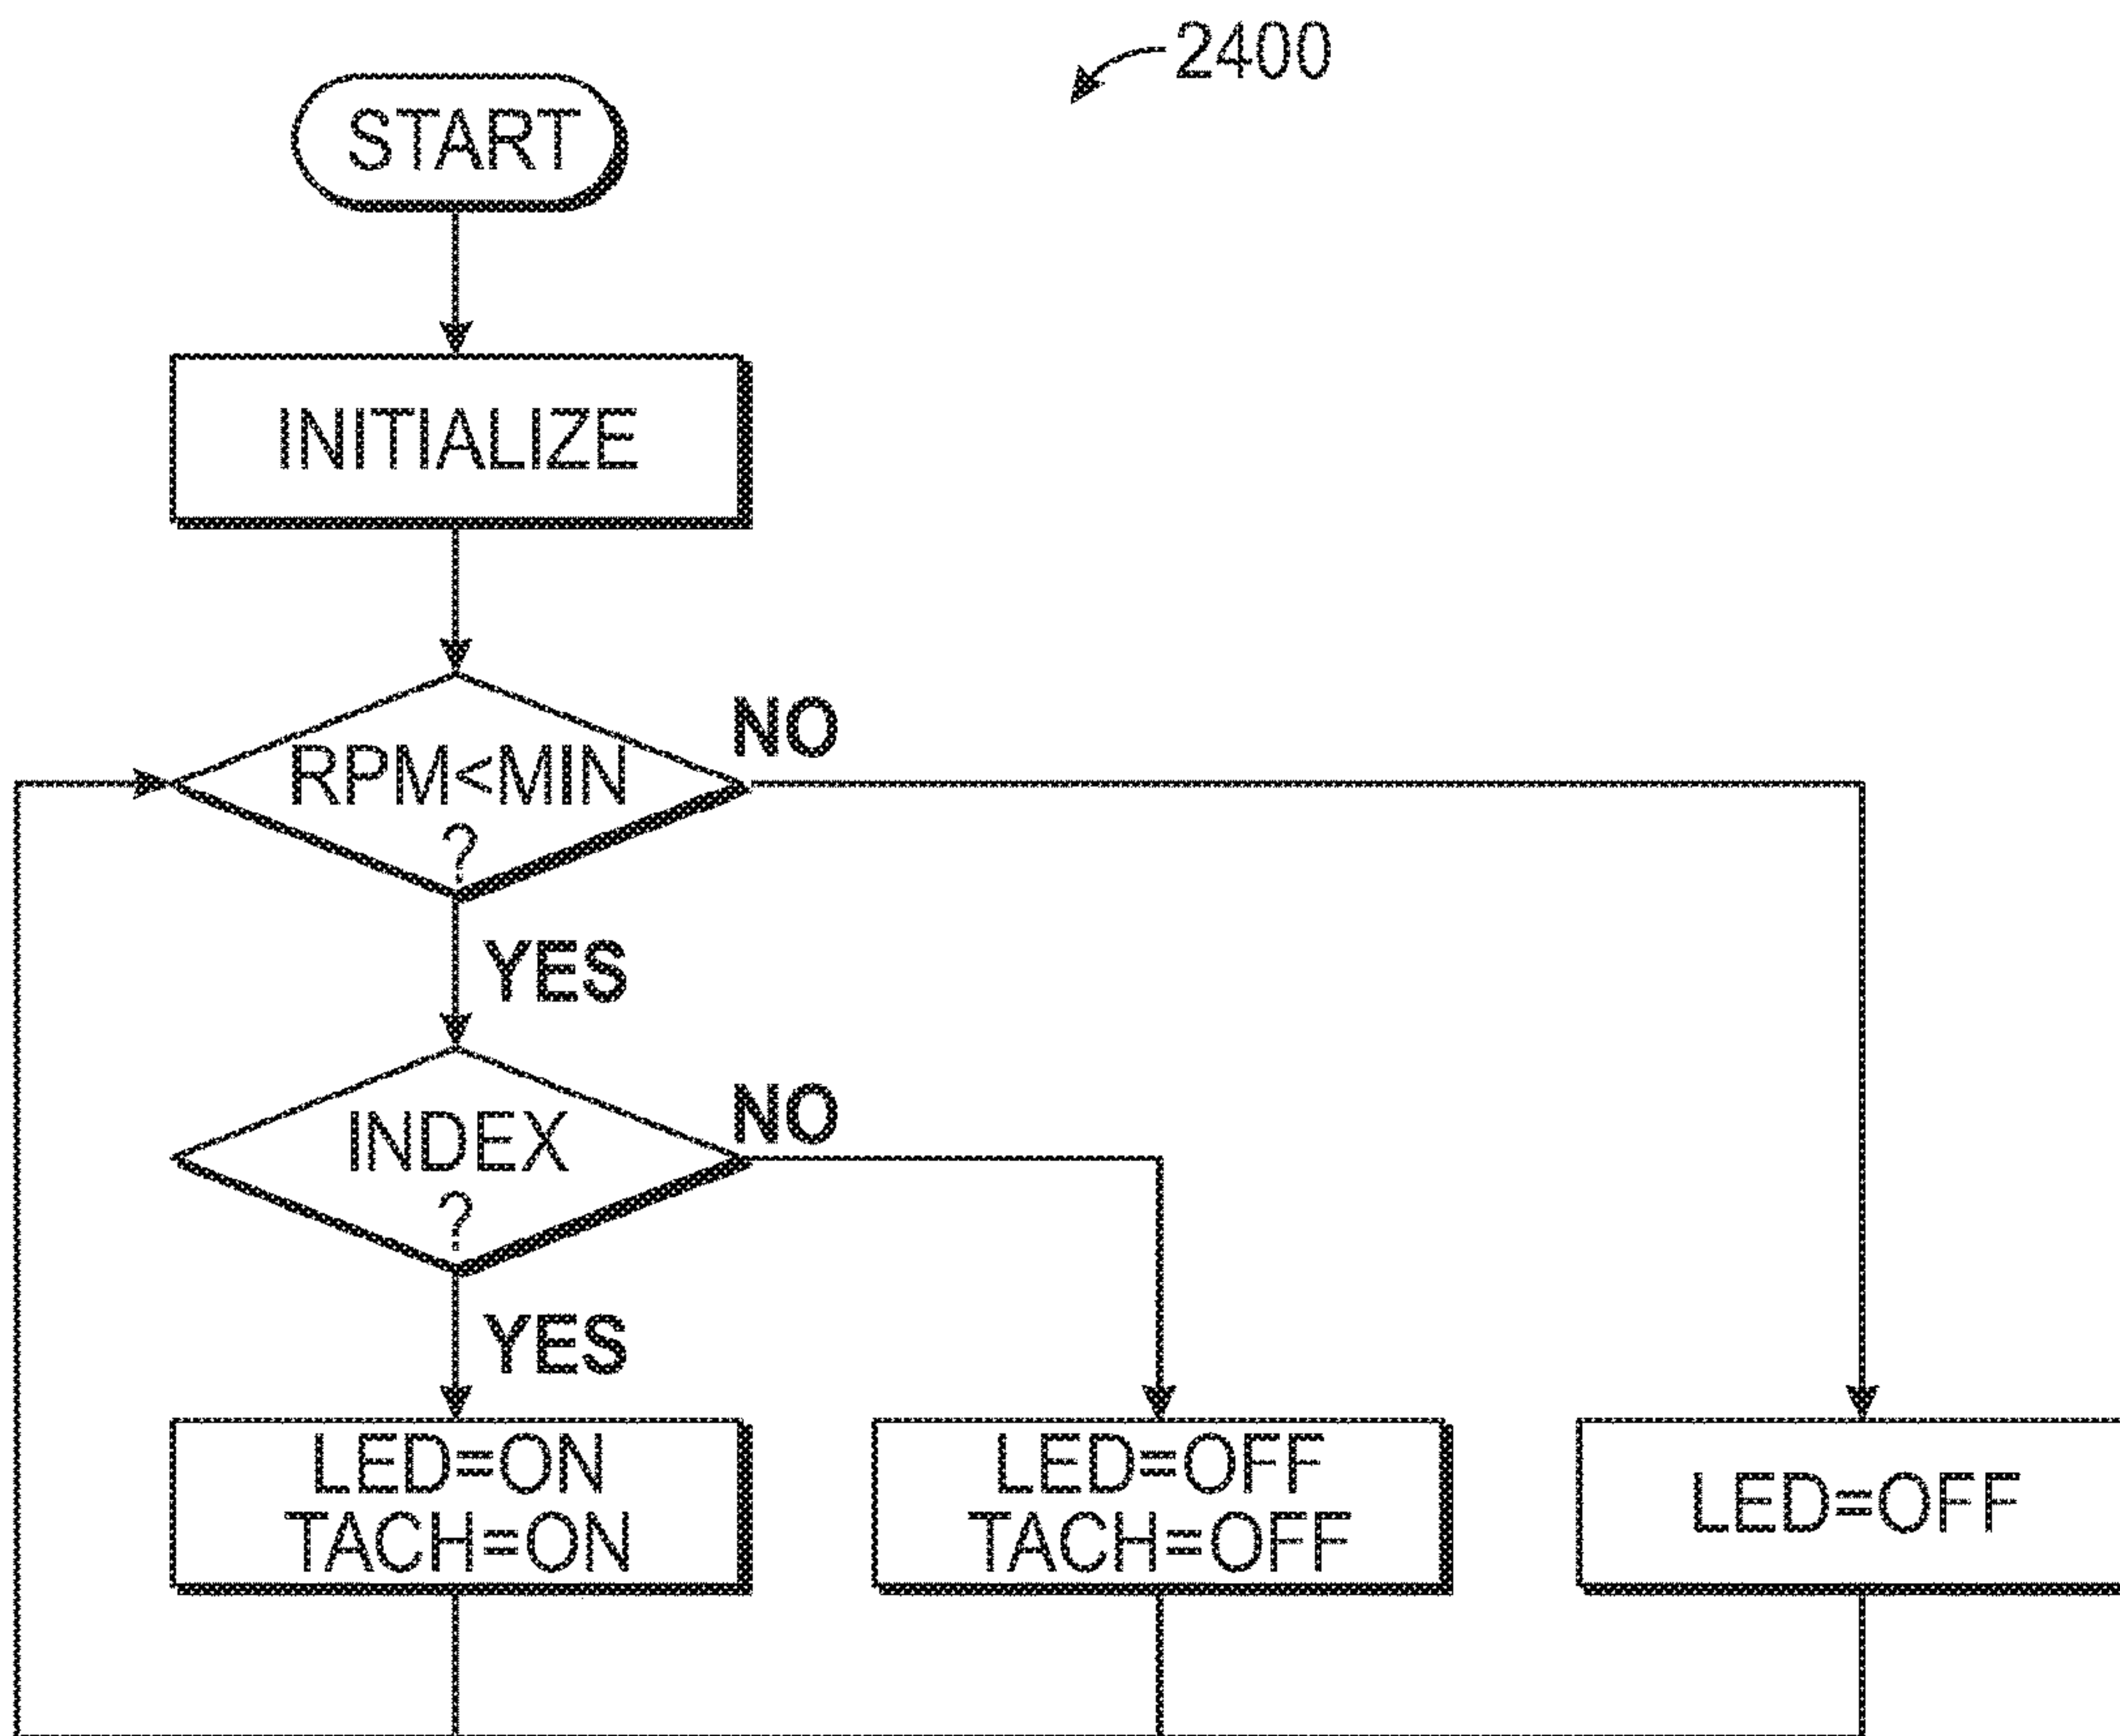 2400
START
INITIALIZE
RPM<MIN
?
NO
YES
INDEX
?
NO
YES
LED=ON
TACH=ON
LED=OFF
TACH=OFF
LED=OFF